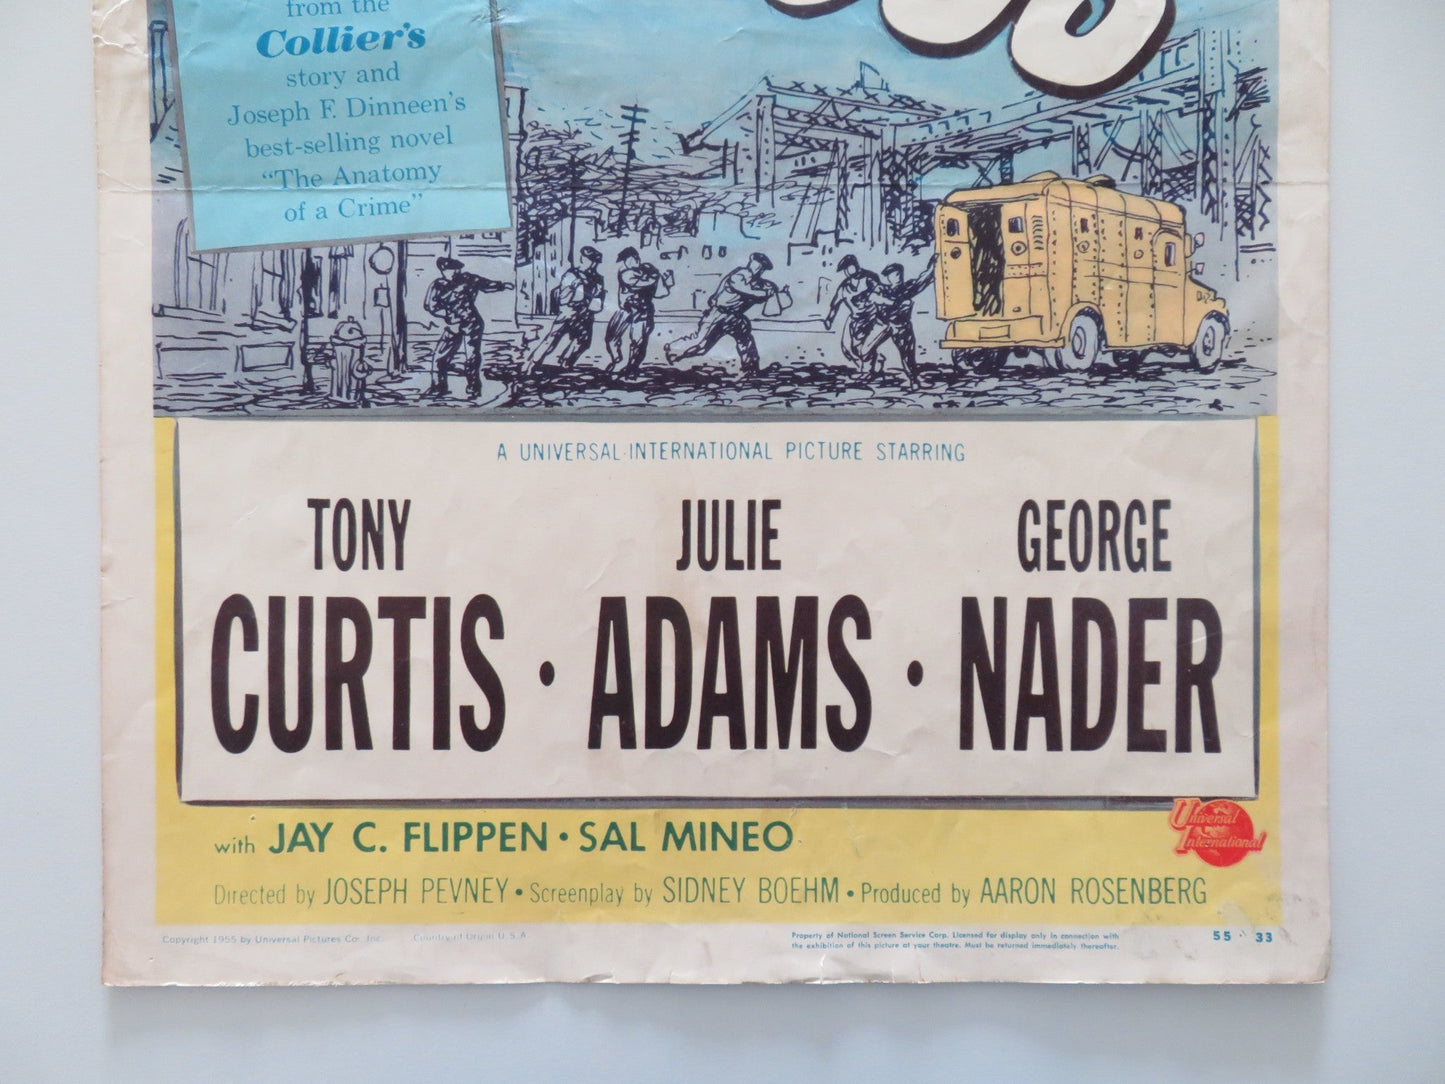 from the
Collier's
story and
Joseph F. Dinneen's
best-selling novel
"The Anatomy
of a Crime"
A UNIVERSAL-INTERNATIONAL PICTURE STARRING
TONY CURTIS · JULIE ADAMS · GEORGE NADER
with JAY C. FLIPPEN · SAL MINEO
Universal International
Directed by JOSEPH PEVNEY · Screenplay by SIDNEY BOEHM · Produced by AARON ROSENBERG
Copyright 1955 by Universal Pictures Co. Inc. Country of Origin U.S.A
Property of National Screen Service Corp. Licensed for display only in connection with
the exhibition of this picture at your theatre. Must be returned immediately thereafter.
55 33